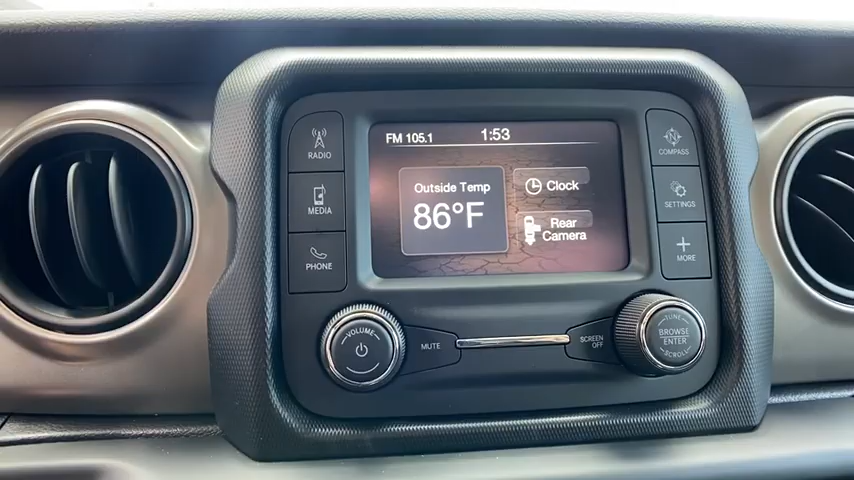 FM 105.1
1:53
RADIO
MEDIA
PHONE
Outside Temp
86°F
Clock
Rear
Camera
COMPASS
SETTINGS
MORE
VOLUME
MUTE
SCREEN
OFF
TUNE
BROWSE
ENTER
SCROLL